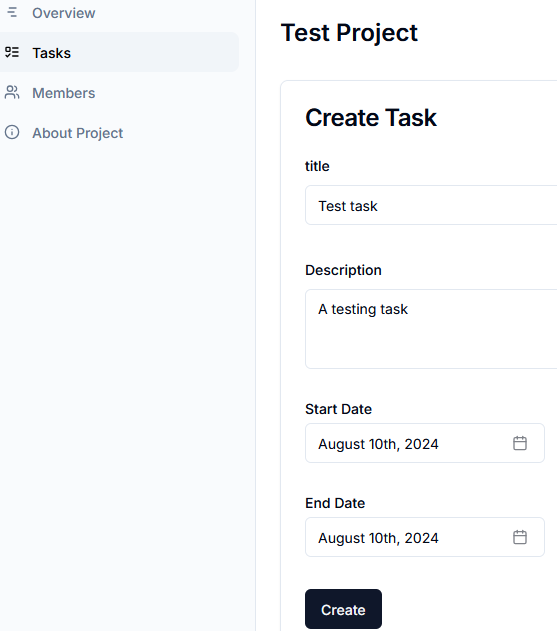 Overview
Tasks
Members
About Project
Test Project
Create Task
title
Test task
Description
A testing task
Start Date
August 10th, 2024
End Date
August 10th, 2024
Create